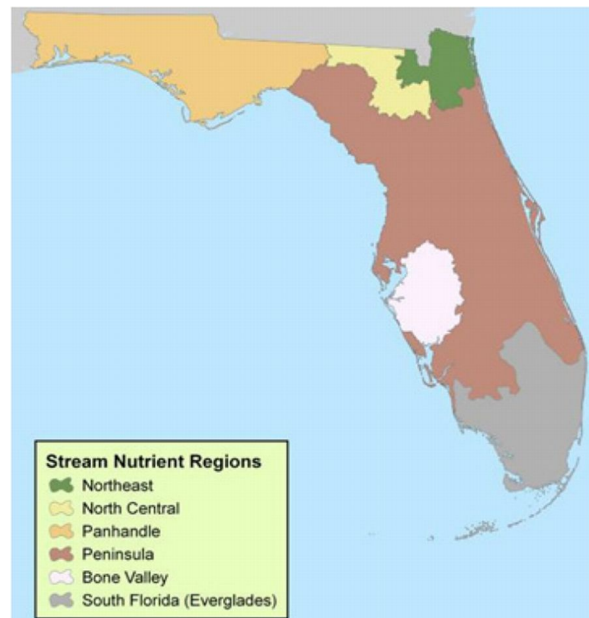 Stream Nutrient Regions
Northeast
North Central
Panhandle
Peninsula
Bone Valley
South Florida (Everglades)